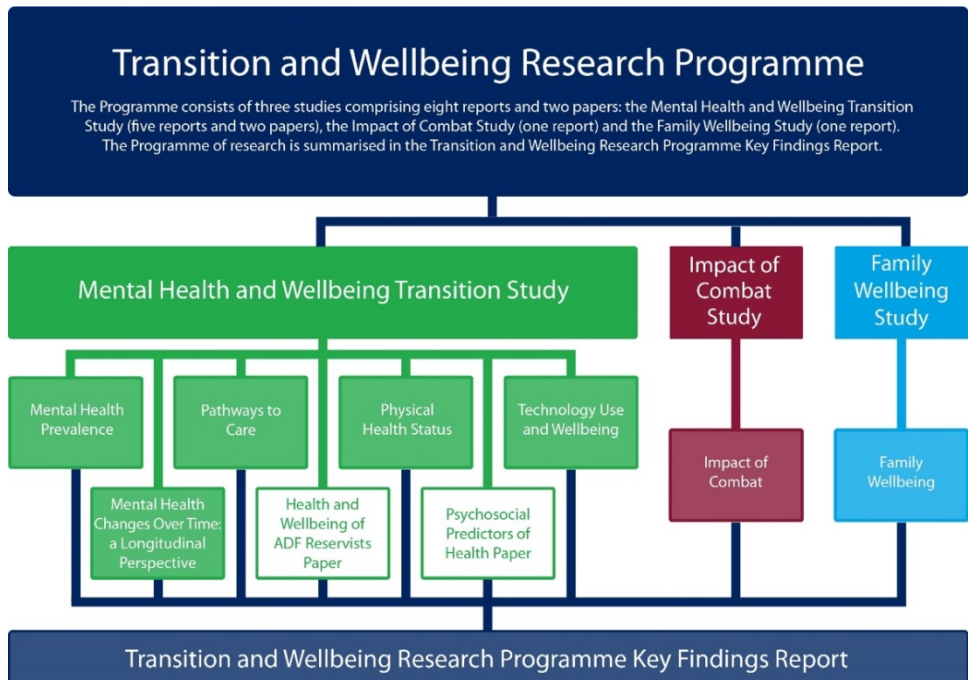 Transition and Wellbeing Research Programme
The Programme consists of three studies comprising eight reports and two papers: the Mental Health and Wellbeing Transition
Study (five reports and two papers), the Impact of Combat Study (one report) and the Family Wellbeing Study (one report).
The Programme of research is summarised in the Transition and Wellbeing Research Programme Key Findings Report.
Mental Health and Wellbeing Transition Study
Impact of
Combat
Study
Family
Wellbeing
Study
Mental Health
Prevalence
Pathways to
Care
Physical
Health Status
Technology Use
and Wellbeing
Impact of
Combat
Family
Wellbeing
Mental Health
Changes Over Time:
a Longitudinal
Perspective
Health and
Wellbeing of
ADF Reservists
Paper
Psychosocial
Predictors
of Health Paper
Transition and Wellbeing Research Programme Key Findings Report